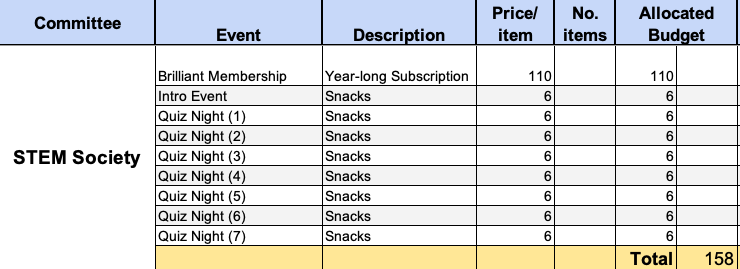 Committee Event Description Price/ item No. items Allocated Budget
Brilliant Membership Year-long Subscription 110 110
Intro Event Snacks 6 6
Quiz Night (1) Snacks 6 6
Quiz Night (2) Snacks 6 6
STEM Society Quiz Night (3) Snacks 6 6
Quiz Night (4) Snacks 6 6
Quiz Night (5) Snacks 6 6
Quiz Night (6) Snacks 6 6
Quiz Night (7) Snacks 6 6
Total 158